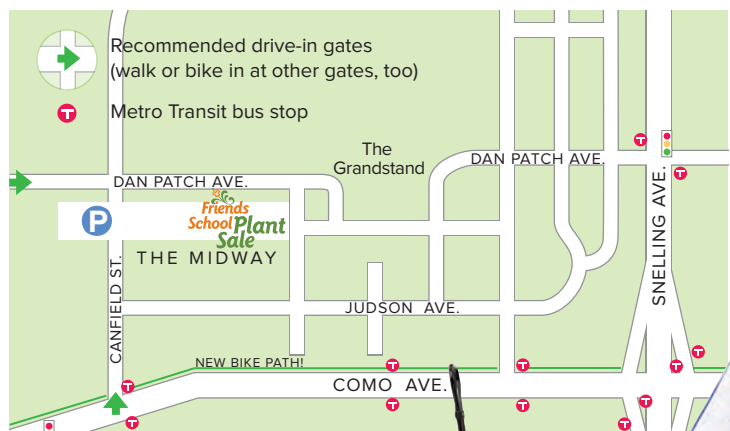 Recommended drive-in gates
(walk or bike in at other gates, too)
T Metro Transit bus stop
The
Grandstand
DAN PATCH AVE.
DAN PATCH AVE.
P
Friends
School Plant
Sale
THE MIDWAY
SNELLING AVE.
CANFIELD ST.
JUDSON AVE.
NEW BIKE PATH!
COMO AVE.